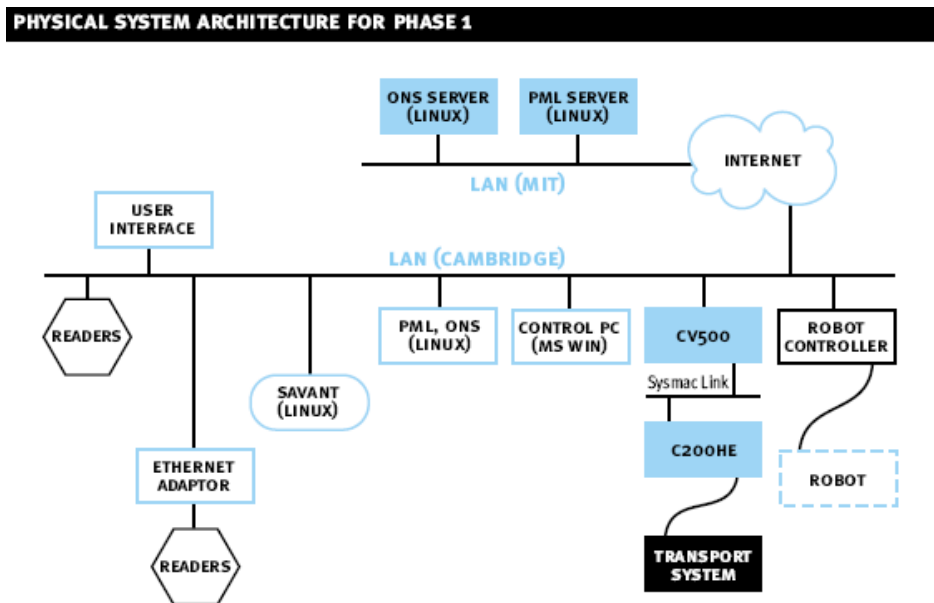 PHYSICAL SYSTEM ARCHITECTURE FOR PHASE 1
ONS SERVER
(LINUX)
PML SERVER
(LINUX)
INTERNET
LAN (MIT)
USER
INTERFACE
LAN (CAMBRIDGE)
READERS
PML, ONS
(LINUX)
CONTROL PC
(MS WIN)
CV500
ROBOT
CONTROLLER
Sysmac Link
SAVANT
(LINUX)
C200HE
ETHERNET
ADAPTOR
ROBOT
READERS
TRANSPORT
SYSTEM